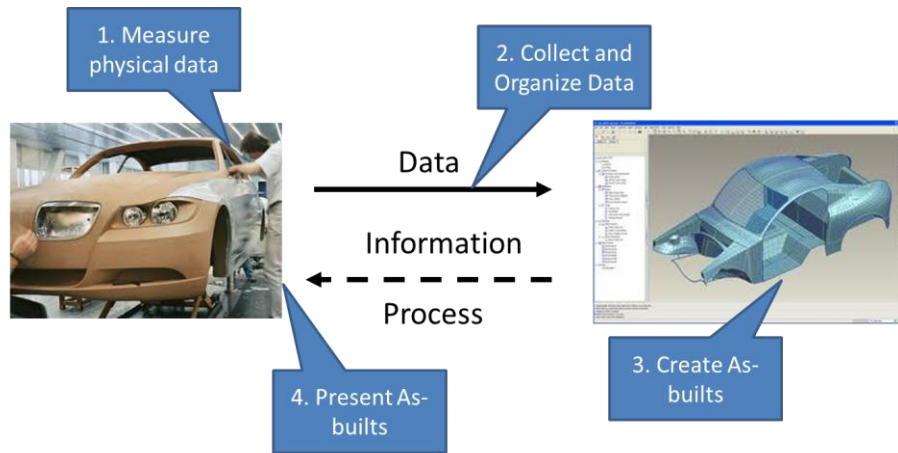 1. Measure
physical data
2. Collect and
Organize Data
Data
Information
Process
3. Create As-
builts
4. Present As-
builts